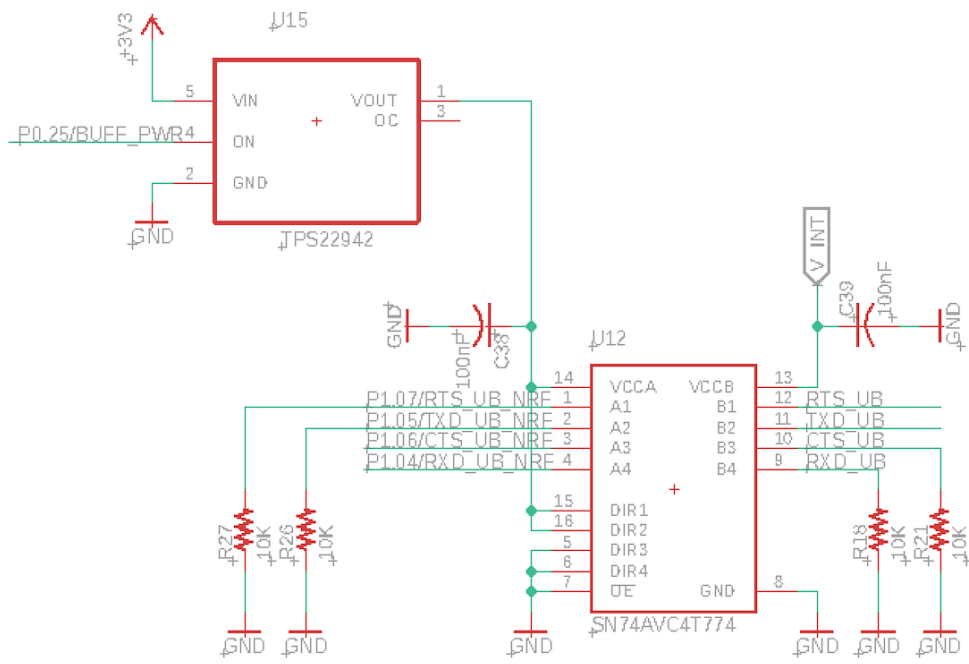 U15
+3V3
5 VIN VOUT 1
OC 3
P0.25/BUFF_PWR 4 ON
2 GND
GND
TPS22942
V_INT
GND
100nF
C38
C39
100nF
GND
U12
14 VCCA VCCB 13
P1.07/RTS_UB_NRF 1 A1 B1 12 RTS_UB
P1.05/TXD_UB_NRF 2 A2 B2 11 TXD_UB
P1.06/CTS_UB_NRF 3 A3 B3 10 CTS_UB
P1.04/RXD_UB_NRF 4 A4 B4 9 RXD_UB
15 DIR1
16 DIR2
5 DIR3
6 DIR4
7 OE GND 8
R27 10K R26 10K
R18 10K R21 10K
GND GND GND GND GND GND
SN74AVC4T774